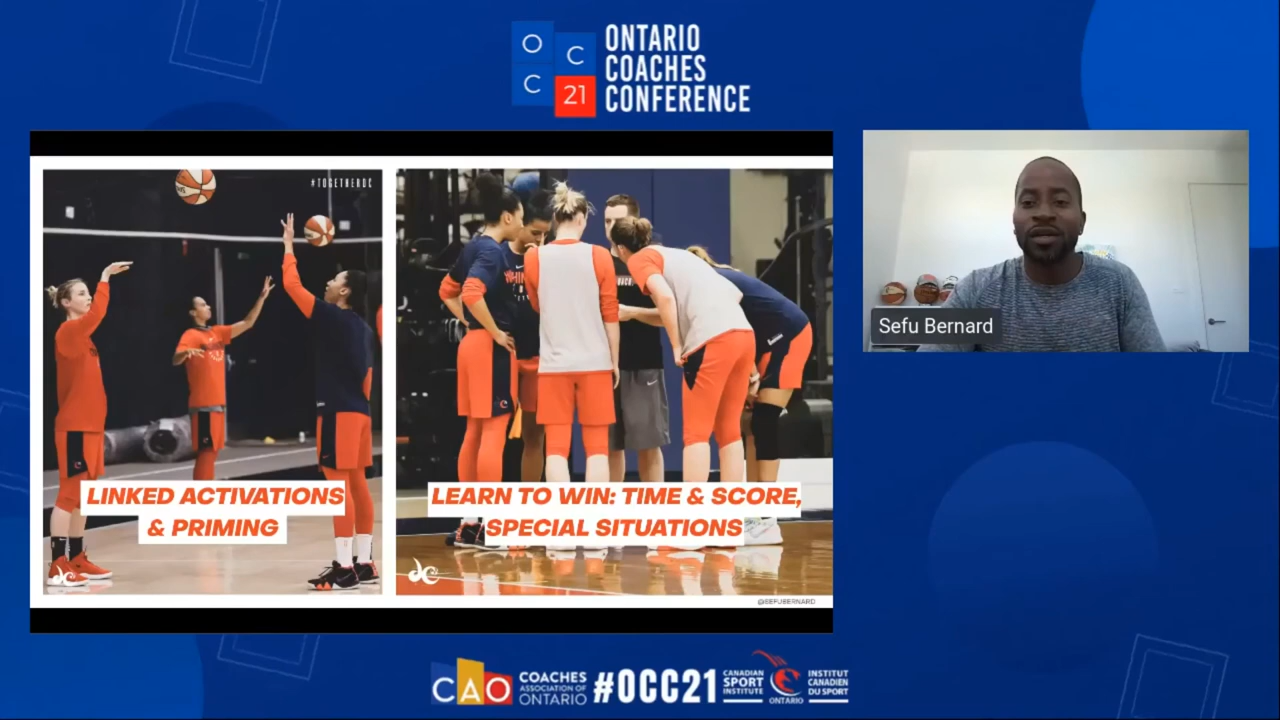 O
C
C
21
ONTARIO
COACHES
CONFERENCE
#TOGETHERDC
LINKED ACTIVATIONS
& PRIMING
LEARN TO WIN: TIME & SCORE,
SPECIAL SITUATIONS
@SEFUBERNARD
Sefu Bernard
CAO
COACHES
ASSOCIATION OF
ONTARIO
#OCC21
CANADIAN
SPORT
INSTITUTE
ONTARIO
INSTITUT
CANADIEN
DU SPORT